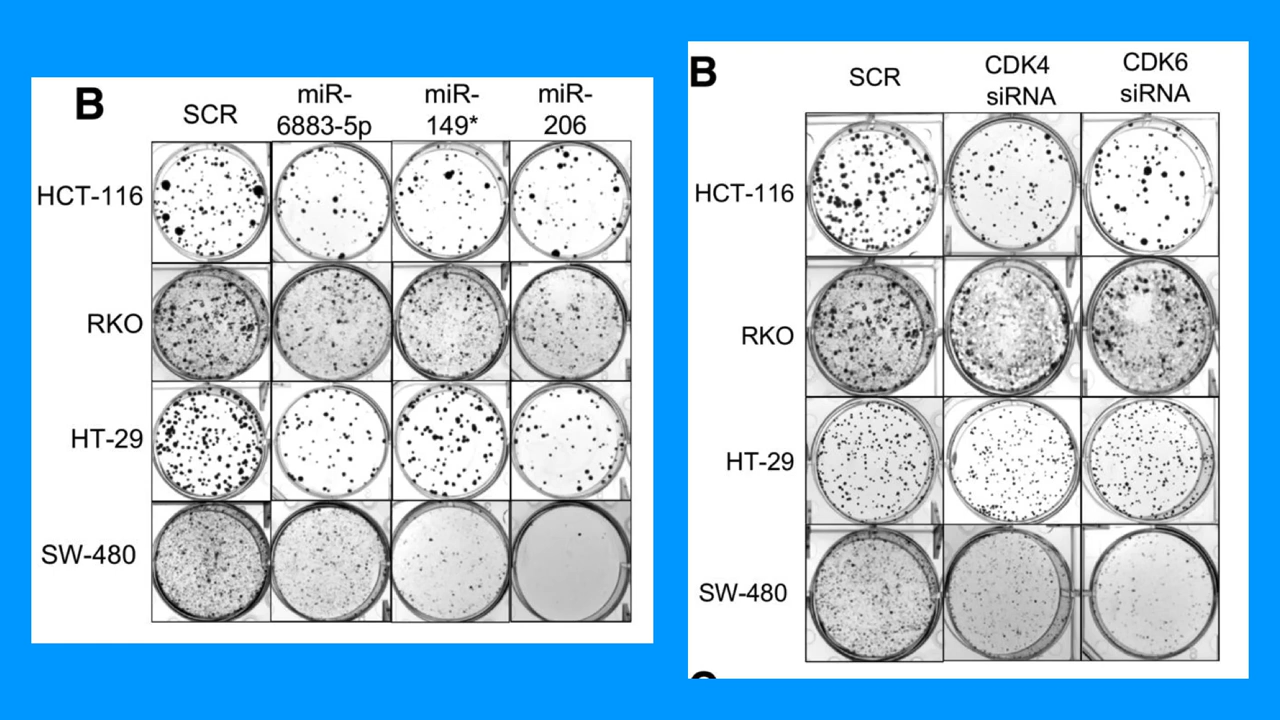 B
SCR
miR-
6883-5p
miR-
149*
miR-
206
HCT-116
RKO
HT-29
SW-480
B
SCR
CDK4
siRNA
CDK6
siRNA
HCT-116
RKO
HT-29
SW-480